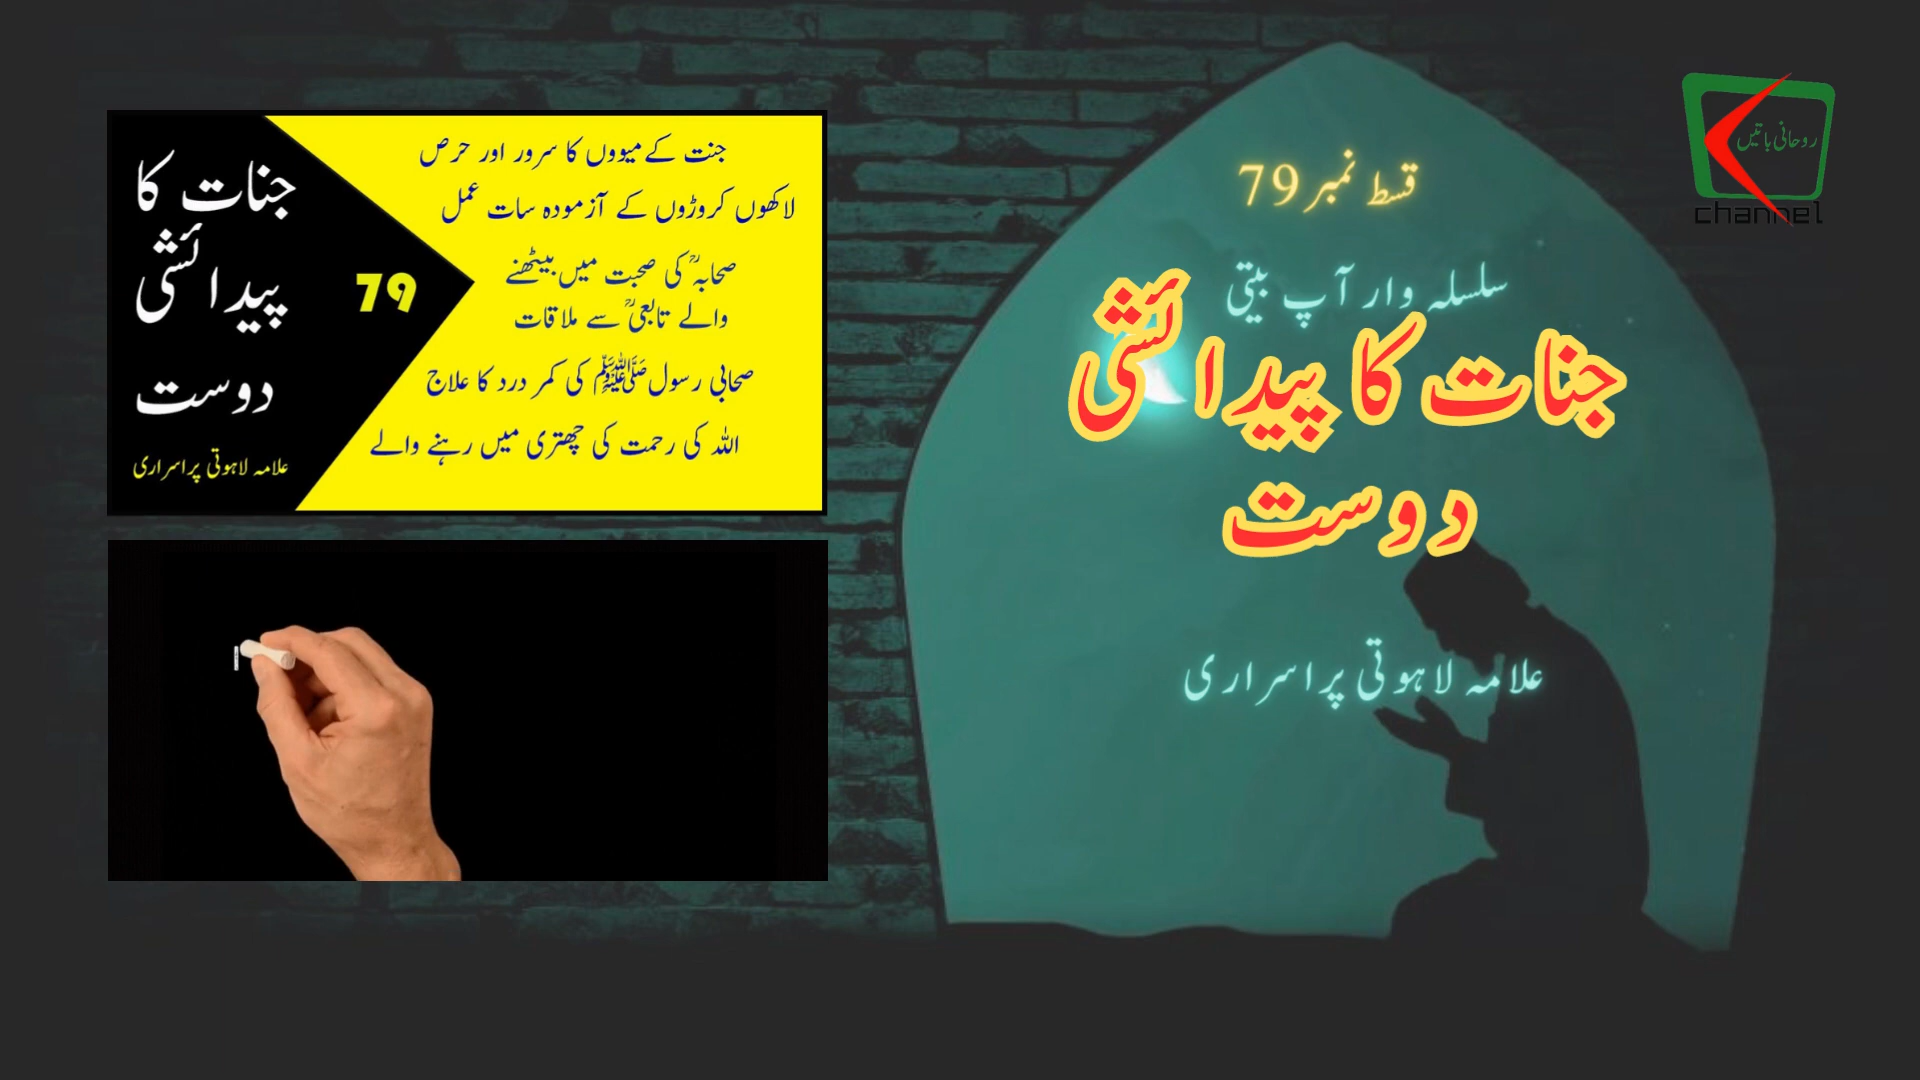 جنات کا
پیدائشی
دوست
علامہ لاہوتی پراسراری
79
جنت کے میووں کا سرور اور حرص
لاکھوں کروڑوں کے آزمودہ سات عمل
صحابہؓ کی صحبت میں بیٹھنے
والے تابعیؒ سے ملاقات
صحابی رسول ﷺ کی کمر درد کا علاج
اللہ کی رحمت کی چھتری میں رہنے والے
قسط نمبر 79
سلسلہ وار آپ بیتی
جنات کا پیدائشی
دوست
علامہ لاہوتی پراسراری
روحانی باتیں
channel